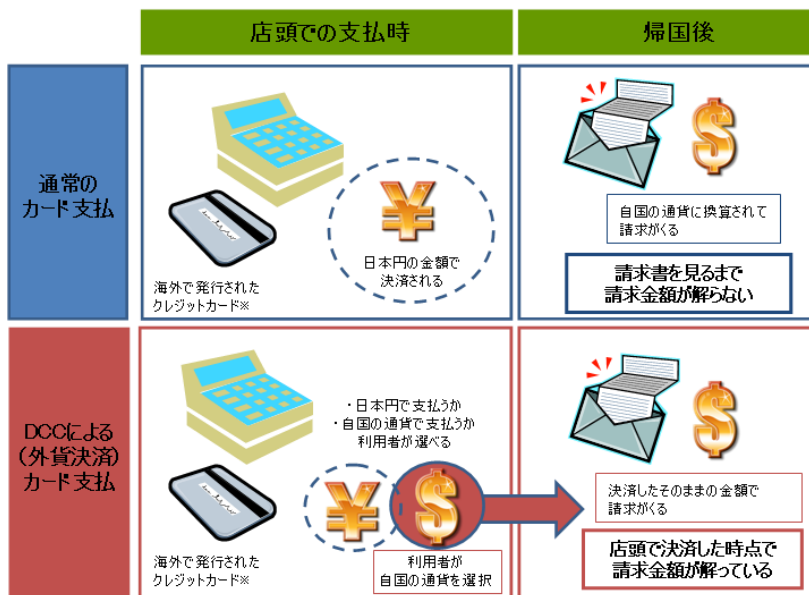 店頭での支払時
帰国後
通常の
カード支払
海外で発行された
クレジットカード※
日本円の金額で
決済される
自国の通貨に換算されて
請求がくる
請求書を見るまで
請求金額が解らない
DCCによる
(外貨決済)
カード支払
・日本円で支払うか
・自国の通貨で支払うか
利用者が選べる
海外で発行された
クレジットカード※
利用者が
自国の通貨を選択
決済したそのままの金額で
請求がくる
店頭で決済した時点で
請求金額が解っている